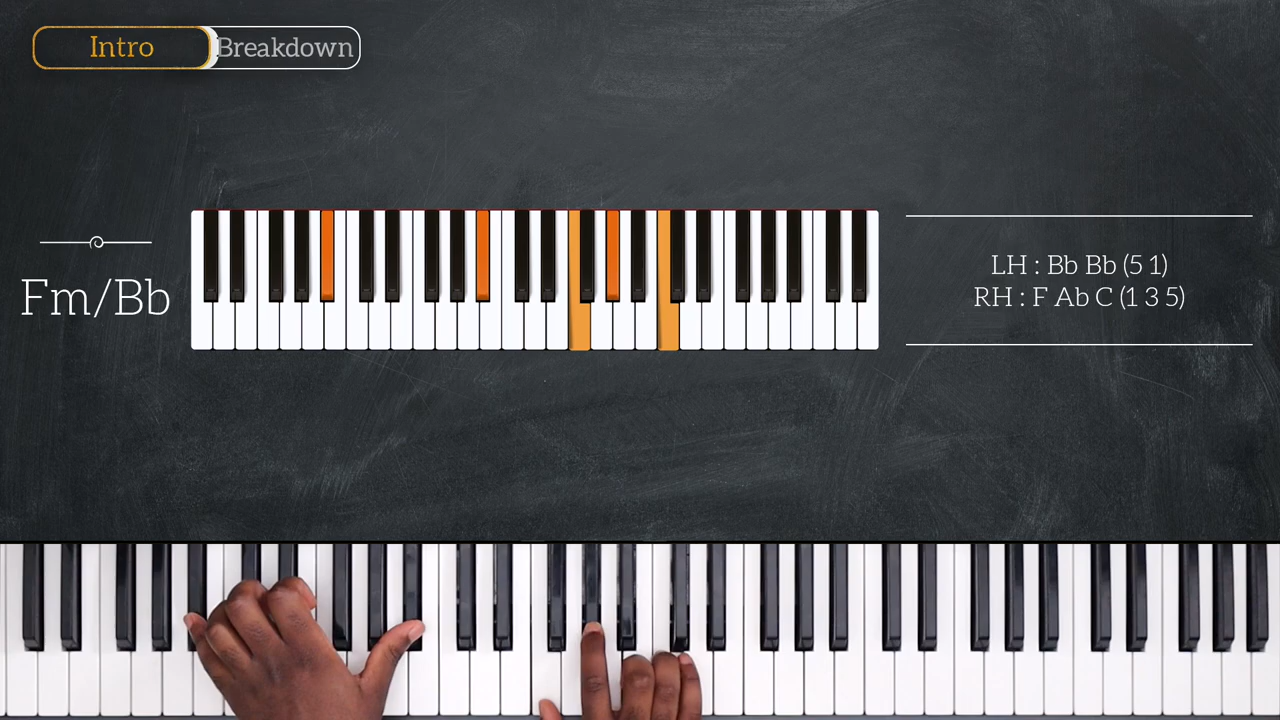 Intro
Breakdown
Fm/Bb
LH : Bb Bb (5 1)
RH : F Ab C (1 3 5)